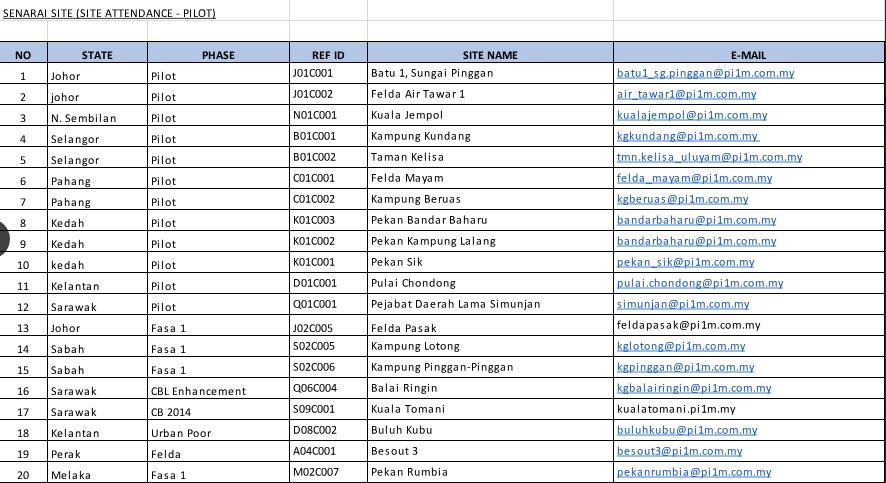 SENARAI SITE (SITE ATTENDANCE - PILOT)
NO STATE PHASE REF ID SITE NAME E-MAIL
1 Johor Pilot J01C001 Batu 1, Sungai Pinggan batu1_sg.pinggan@pi1m.com.my
2 johor Pilot J01C002 Felda Air Tawar 1 air_tawar1@pi1m.com.my
3 N. Sembilan Pilot N01C001 Kuala Jempol kualajempol@pi1m.com.my
4 Selangor Pilot B01C001 Kampung Kundang kgkundang@pi1m.com.my
5 Selangor Pilot B01C002 Taman Kelisa tmn.kelisa_uluyam@pi1m.com.my
6 Pahang Pilot C01C001 Felda Mayam felda_mayam@pi1m.com.my
7 Pahang Pilot C01C002 Kampung Beruas kgberuas@pi1m.com.my
8 Kedah Pilot K01C003 Pekan Bandar Baharu bandarbaharu@pi1m.com.my
9 Kedah Pilot K01C002 Pekan Kampung Lalang bandarbaharu@pi1m.com.my
10 kedah Pilot K01C001 Pekan Sik pekan_sik@pi1m.com.my
11 Kelantan Pilot D01C001 Pulai Chondong pulai.chondong@pi1m.com.my
12 Sarawak Pilot Q01C001 Pejabat Daerah Lama Simunjan simunjan@pi1m.com.my
13 Johor Fasa 1 J02C005 Felda Pasak feldapasak@pi1m.com.my
14 Sabah Fasa 1 S02C005 Kampung Lotong kglotong@pi1m.com.my
15 Sabah Fasa 1 S02C006 Kampung Pinggan-Pinggan kgpinggan@pi1m.com.my
16 Sarawak CBL Enhancement Q06C004 Balai Ringin kgbalairingin@pi1m.com.my
17 Sarawak CB 2014 S09C001 Kuala Tomani kualatomani.pi1m.my
18 Kelantan Urban Poor D08C002 Buluh Kubu buluhkubu@pi1m.com.my
19 Perak Felda A04C001 Besout 3 besout3@pi1m.com.my
20 Melaka Fasa 1 M02C007 Pekan Rumbia pekanrumbia@pi1m.com.my